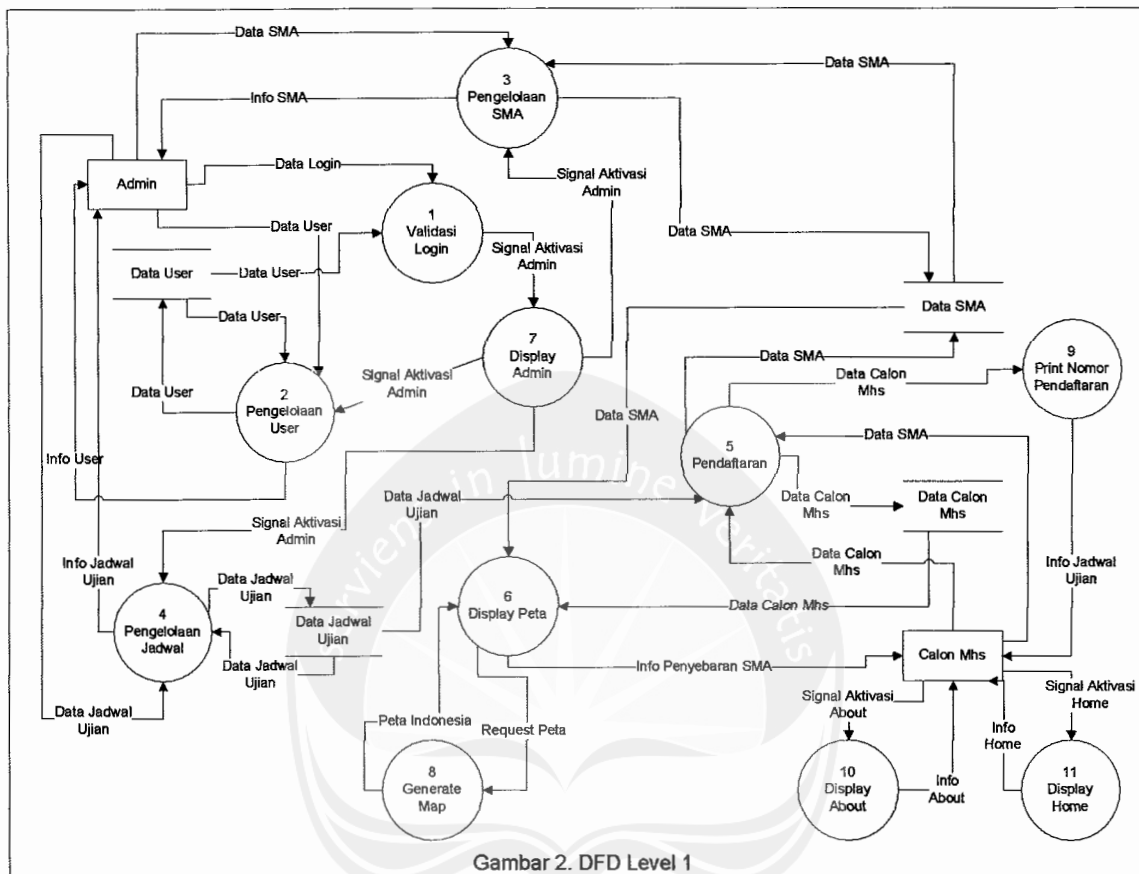 Data SMA
3
Pengelolaan
SMA
Data SMA
Info SMA
Admin
Data Login
Signal Aktivasi
Admin
1
Validasi
Login
Data User
Signal Aktivasi
Admin
Data SMA
Data User
Data User
Data User
Data SMA
7
Display
Admin
Data SMA
9
Print Nomor
Pendaftaran
Signal Aktivasi
Admin
Data Calon
Mhs
Data User
2
Pengelolaan
User
Data SMA
Data SMA
5
Pendaftaran
Info User
Data Jadwal
Ujian
Data Calon
Mhs
Data Calon
Mhs
Signal Aktivasi
Admin
Data Calon
Mhs
Info Jadwal
Ujian
Info Jadwal
Ujian
Data Jadwal
Ujian
6
Display Peta
Data Calon Mhs
4
Pengelolaan
Jadwal
Data Jadwal
Ujian
Data Jadwal
Ujian
Info Penyebaran SMA
Calon Mhs
Signal Aktivasi
About
Signal Aktivasi
Home
Data Jadwal
Ujian
Peta Indonesia
Request Peta
Info
Home
8
Generate
Map
10
Display
About
Info
About
11
Display
Home
serviens in lumine veritatis
Gambar 2. DFD Level 1